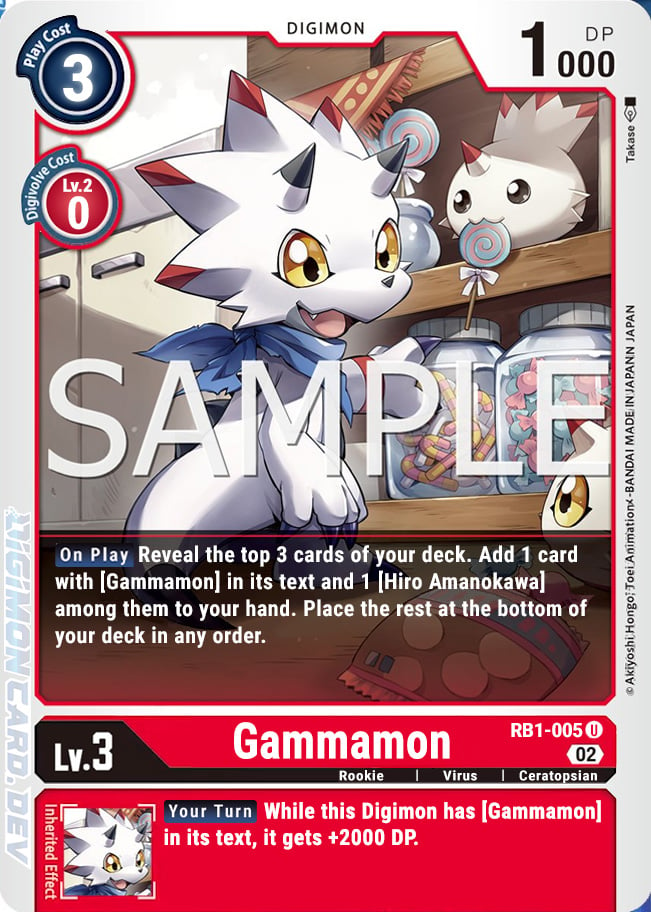 Play Cost
3
DIGIMON
1000
DP
Digivolve Cost
Lv.2
0
Takase
SAMPLE
© Akiyoshi Hongo, Toei Animation -BANDAI MADE IN JAPAN
On Play Reveal the top 3 cards of your deck. Add 1 card
with [Gammamon] in its text and 1 [Hiro Amanokawa]
among them to your hand. Place the rest at the bottom of
your deck in any order.
DIGIMON CARD.DEV
Lv.3
Gammamon
RB1-005 U
02
Rookie | Virus | Ceratopsian
Inherited Effect
Your Turn While this Digimon has [Gammamon]
in its text, it gets +2000 DP.